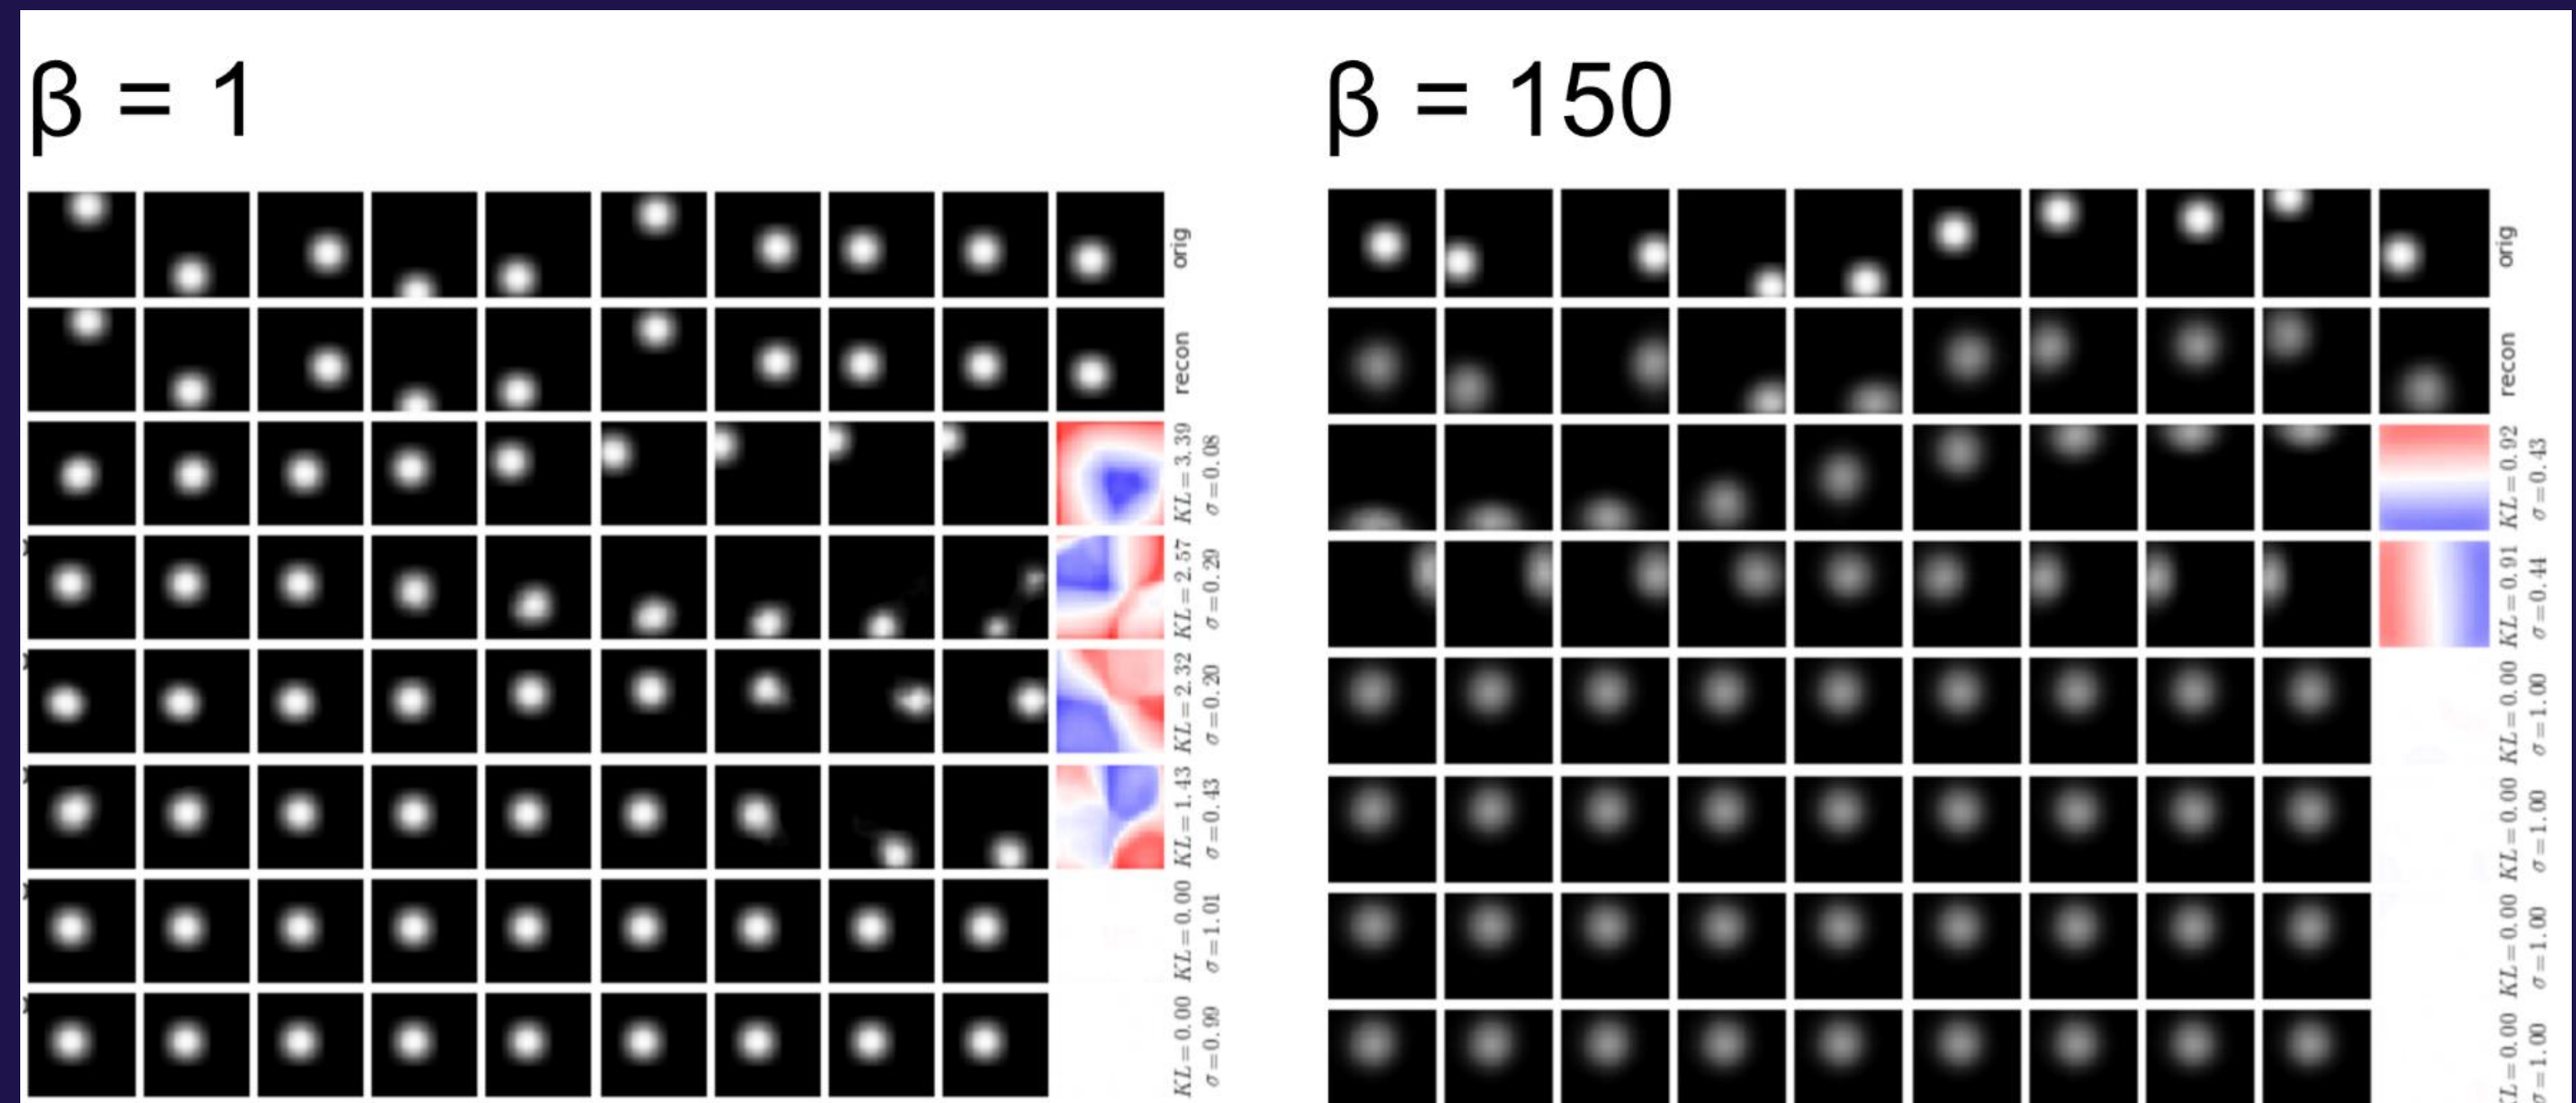 β = 1
orig
recon
KL=3.39
σ=0.08
KL=2.57
σ=0.29
KL=2.32
σ=0.20
KL=1.43
σ=0.43
KL=0.00
σ=1.01
KL=0.00
σ=0.99
β = 150
orig
recon
KL=0.92
σ=0.43
KL=0.91
σ=0.44
KL=0.00
σ=1.00
KL=0.00
σ=1.00
KL=0.00
σ=1.00
L=0.00
σ=1.00